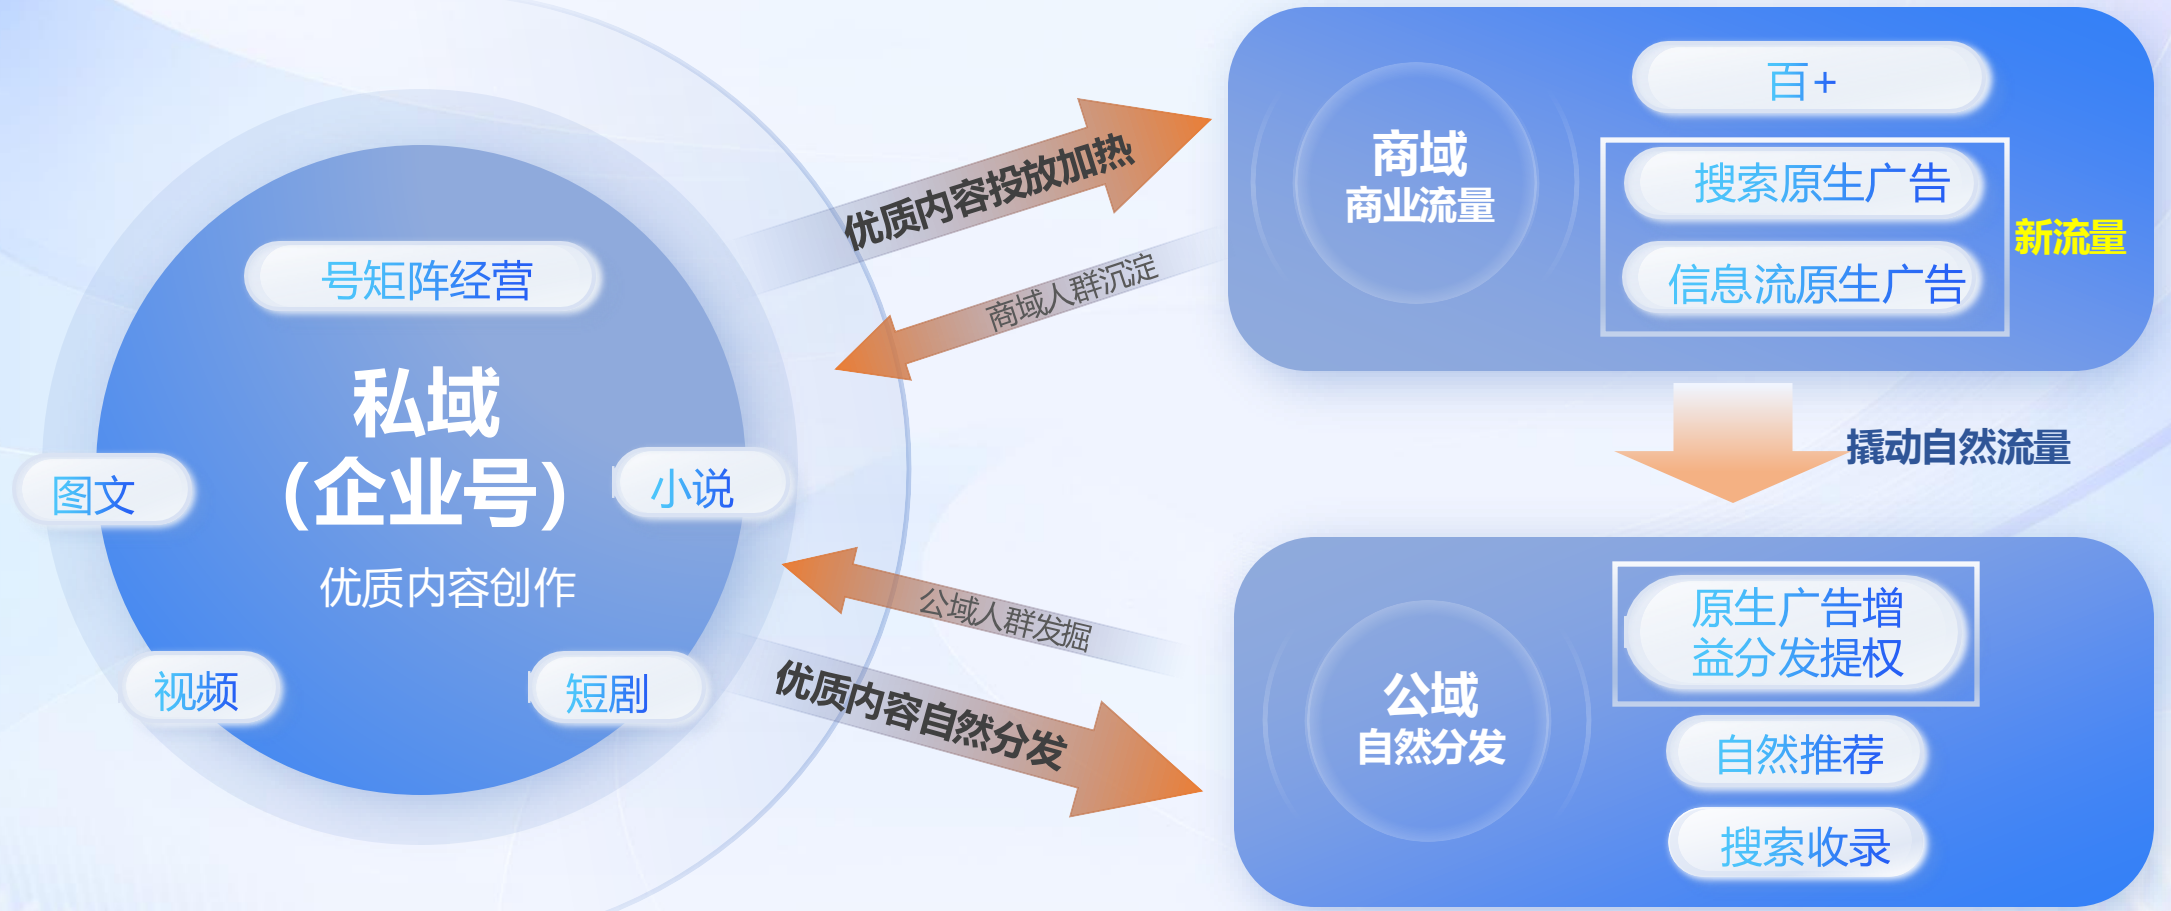 号矩阵经营
私域
（企业号）
优质内容创作
图文
小说
视频
短剧
优质内容投放加热
商域人群沉淀
公域人群发掘
优质内容自然分发
商域
商业流量
百+
搜索原生广告
信息流原生广告
新流量
撬动自然流量
公域
自然分发
原生广告增
益分发提权
自然推荐
搜索收录